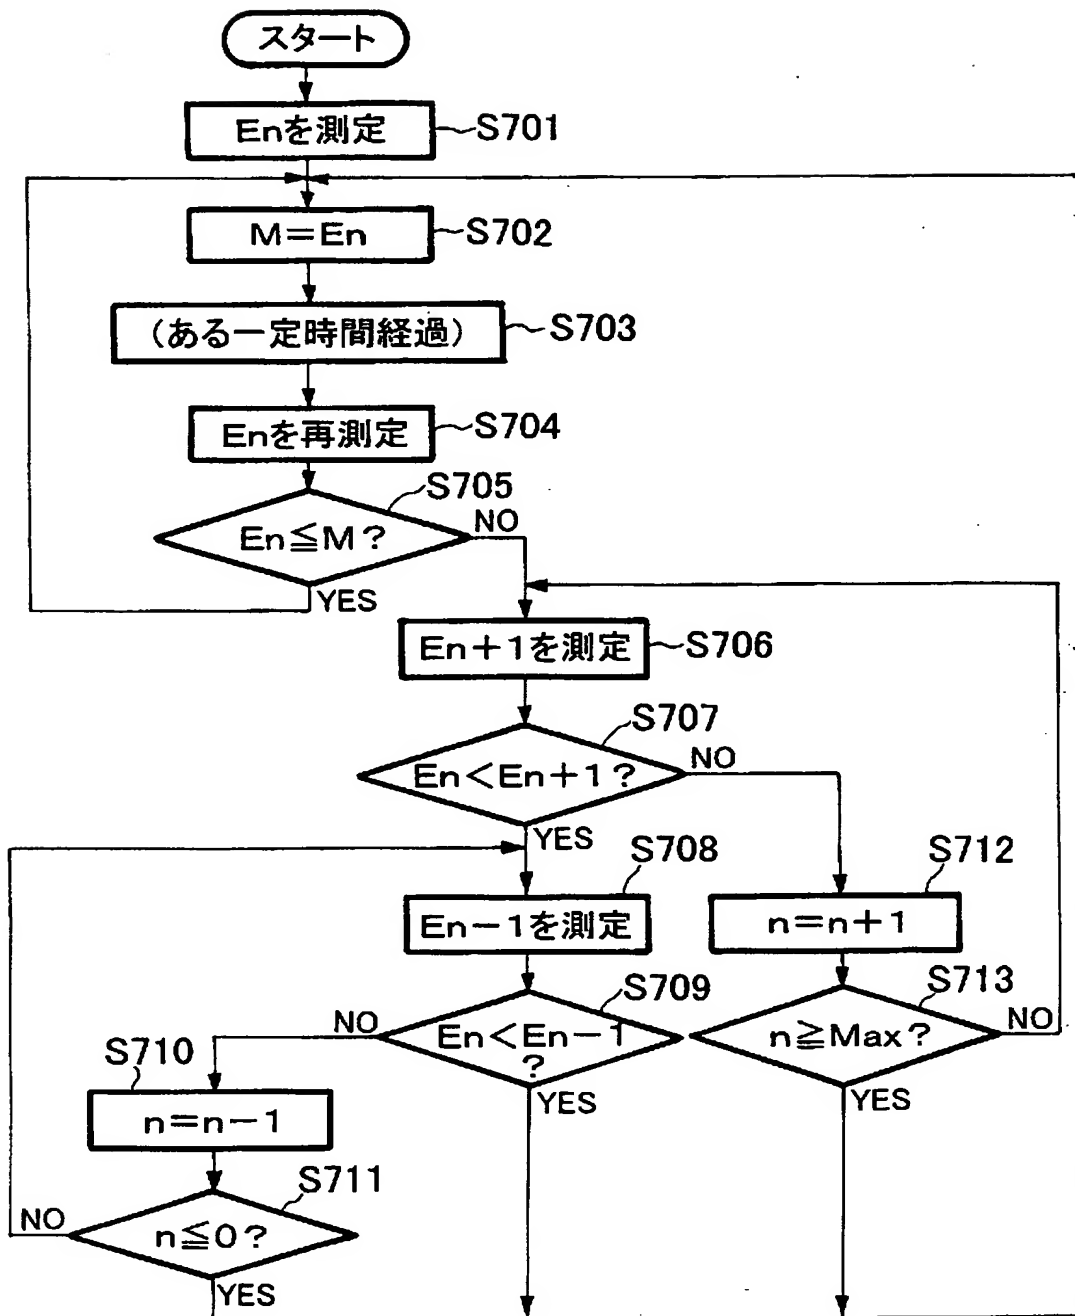 スタート
Enを測定
S701
M=En
S702
(ある一定時間経過)
S703
Enを再測定
S704
S705
En≦M?
NO
YES
En+1を測定
S706
S707
En<En+1?
NO
YES
S708
En-1を測定
S712
n=n+1
S709
En<En-1
?
NO
YES
S713
n≧Max?
NO
YES
S710
n=n-1
S711
n≦0?
NO
YES